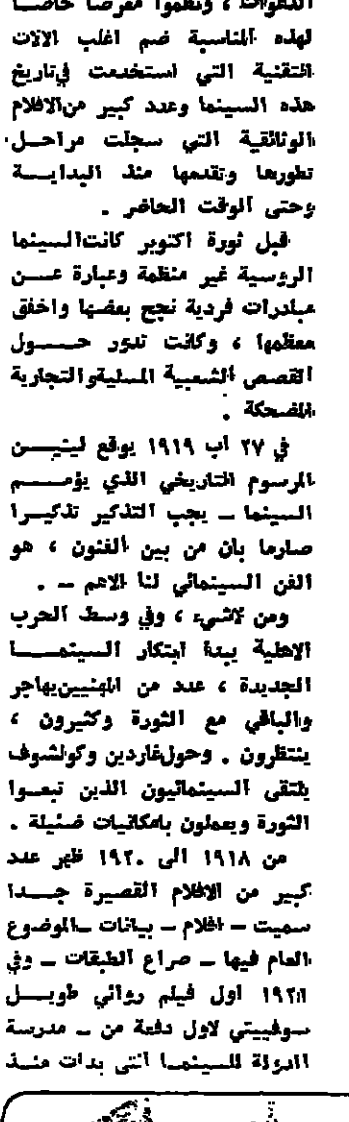 الدعوات ، ونظموا معرضا خاصا
لهذه المناسبة ضم اغلب الالات
التقنية التي استخدمت في تاريخ
هذه السينما وعدد كبير من الافلام
الوثائقية التي سجلت مراحل
تطورها وتقدمها منذ البداية
وحتى الوقت الحاضر .
قبل ثورة اكتوبر كانت السينما
الروسية غير منظمة وعبارة عن
مبادرات فردية نجح بعضها واخفق
معظمها ، وكانت تدور حول
القصص الشعبية المسلية والتجارية
المضحكة .
في ٢٧ اب ١٩١٩ يوقع لينين
المرسوم التاريخي الذي يؤمم
السينما – يجب التذكير تذكيرا
صارما بان من بين الفنون ، هو
الفن السينمائي لنا الاهم – .
ومن لاشيء ، وفي وسط الحرب
الاهلية يبدأ ابتكار السينما
الجديدة ، عدد من المهنيين يهاجر
والباقي مع الثورة وكثيرون ،
ينتظرون . وحول غاردين وكولشوف
يلتقى السينمائيون الذين تبعوا
الثورة ويعملون بامكانيات ضئيلة .
من ١٩١٨ الى ١٩٢٠ ظهر عدد
كبير من الافلام القصيرة جدا
سميت – افلام – بيانات – الموضوع
العام فيها – صراع الطبقات – وفي
١٩٢١ اول فيلم روائي طويل
سوفييتي لاول دفعة من – مدرسة
الدولة للسينما التي بدات منذ